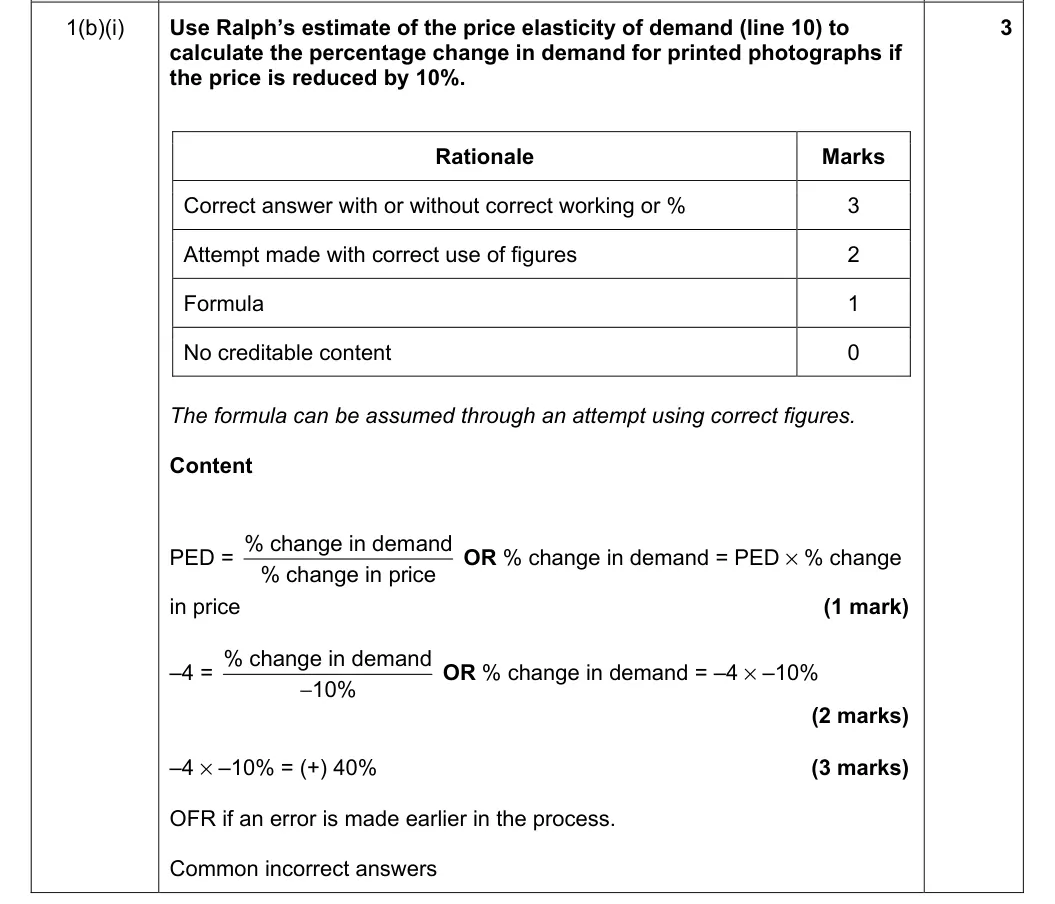 1(b)(i)
Use Ralph’s estimate of the price elasticity of demand (line 10) to
calculate the percentage change in demand for printed photographs if
the price is reduced by 10%.
3
Rationale Marks
Correct answer with or without correct working or % 3
Attempt made with correct use of figures 2
Formula 1
No creditable content 0
The formula can be assumed through an attempt using correct figures.
Content
PED = % change in demand / % change in price OR % change in demand = PED × % change
in price (1 mark)
–4 = % change in demand / –10% OR % change in demand = –4 × –10%
(2 marks)
–4 × –10% = (+) 40% (3 marks)
OFR if an error is made earlier in the process.
Common incorrect answers